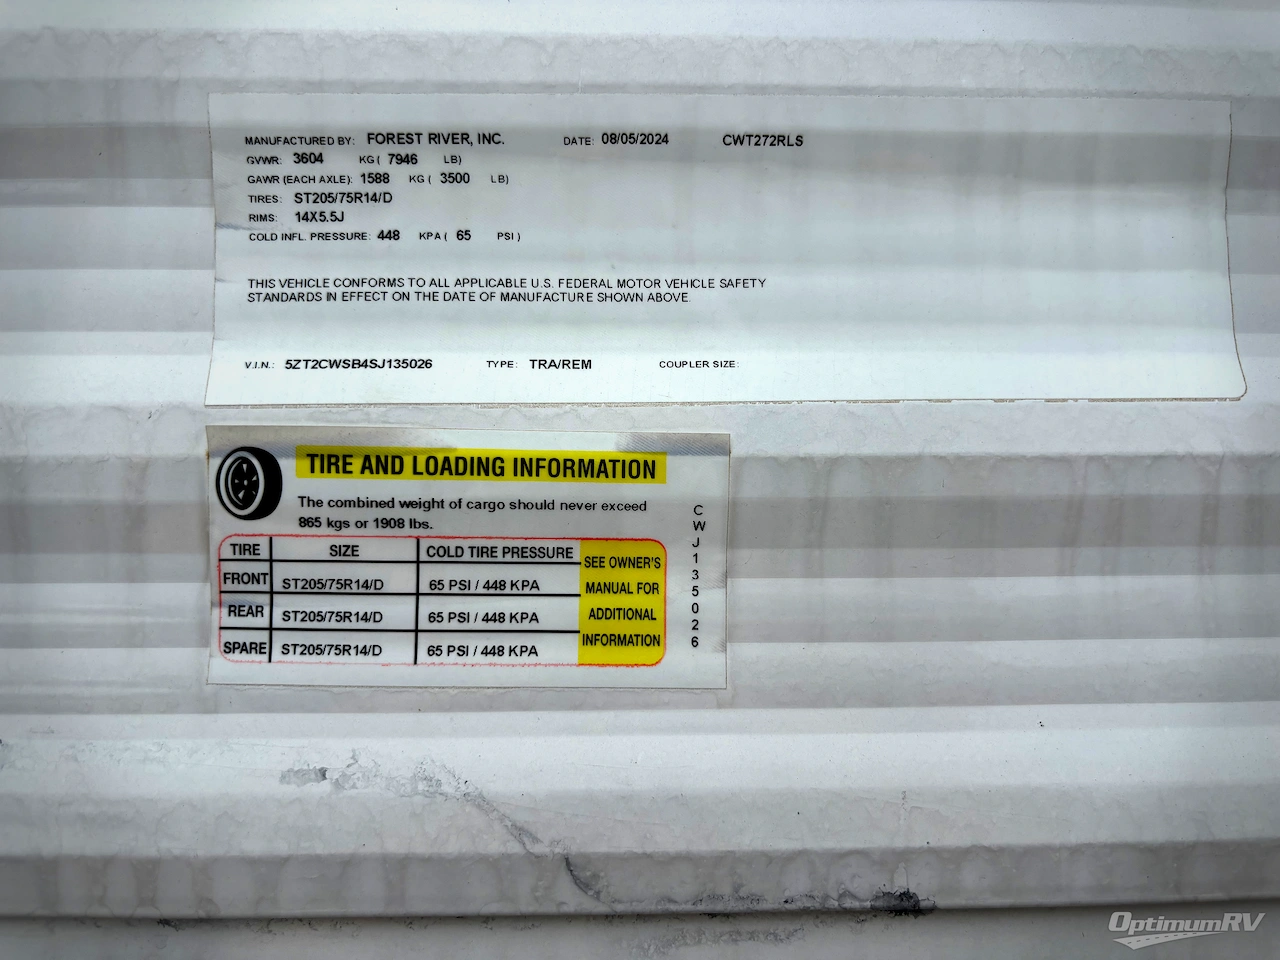 MANUFACTURED BY: FOREST RIVER, INC. DATE: 08/05/2024 CWT272RLS
GVWR: 3604 KG ( 7946 LB)
GAWR (EACH AXLE): 1588 KG ( 3500 LB)
TIRES: ST205/75R14/D
RIMS: 14X5.5J
COLD INFL. PRESSURE: 448 KPA ( 65 PSI )
THIS VEHICLE CONFORMS TO ALL APPLICABLE U.S. FEDERAL MOTOR VEHICLE SAFETY
STANDARDS IN EFFECT ON THE DATE OF MANUFACTURE SHOWN ABOVE.
V.I.N.: 5ZT2CWSB4SJ135026 TYPE: TRA/REM COUPLER SIZE:
TIRE AND LOADING INFORMATION
The combined weight of cargo should never exceed
865 kgs or 1908 lbs.
TIRE SIZE COLD TIRE PRESSURE
FRONT ST205/75R14/D 65 PSI / 448 KPA
REAR ST205/75R14/D 65 PSI / 448 KPA
SPARE ST205/75R14/D 65 PSI / 448 KPA
SEE OWNER'S
MANUAL FOR
ADDITIONAL
INFORMATION
CWJ135026
OptimumRV